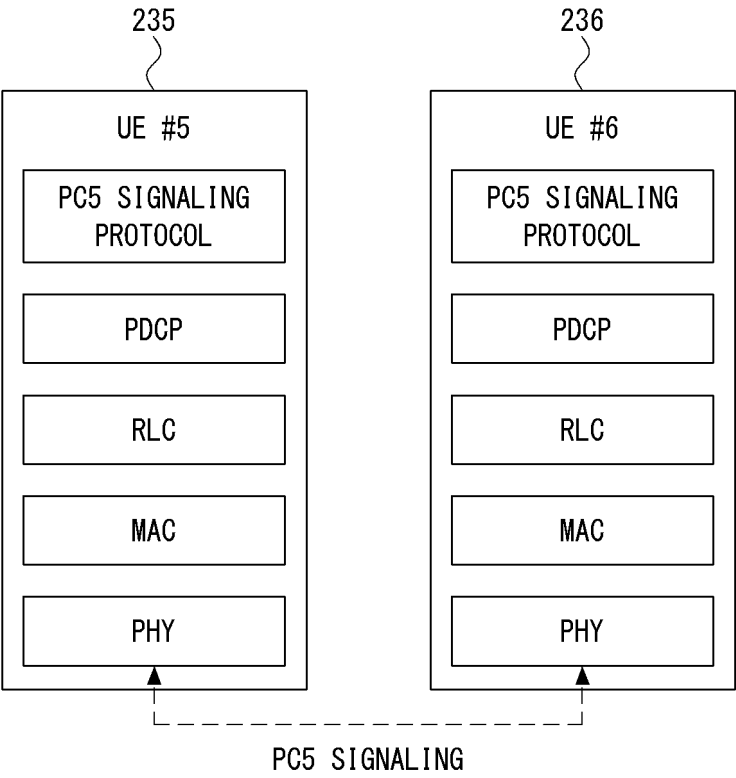 235
236
UE #5
UE #6
PC5 SIGNALING
PROTOCOL
PC5 SIGNALING
PROTOCOL
PDCP
PDCP
RLC
RLC
MAC
MAC
PHY
PHY
PC5 SIGNALING